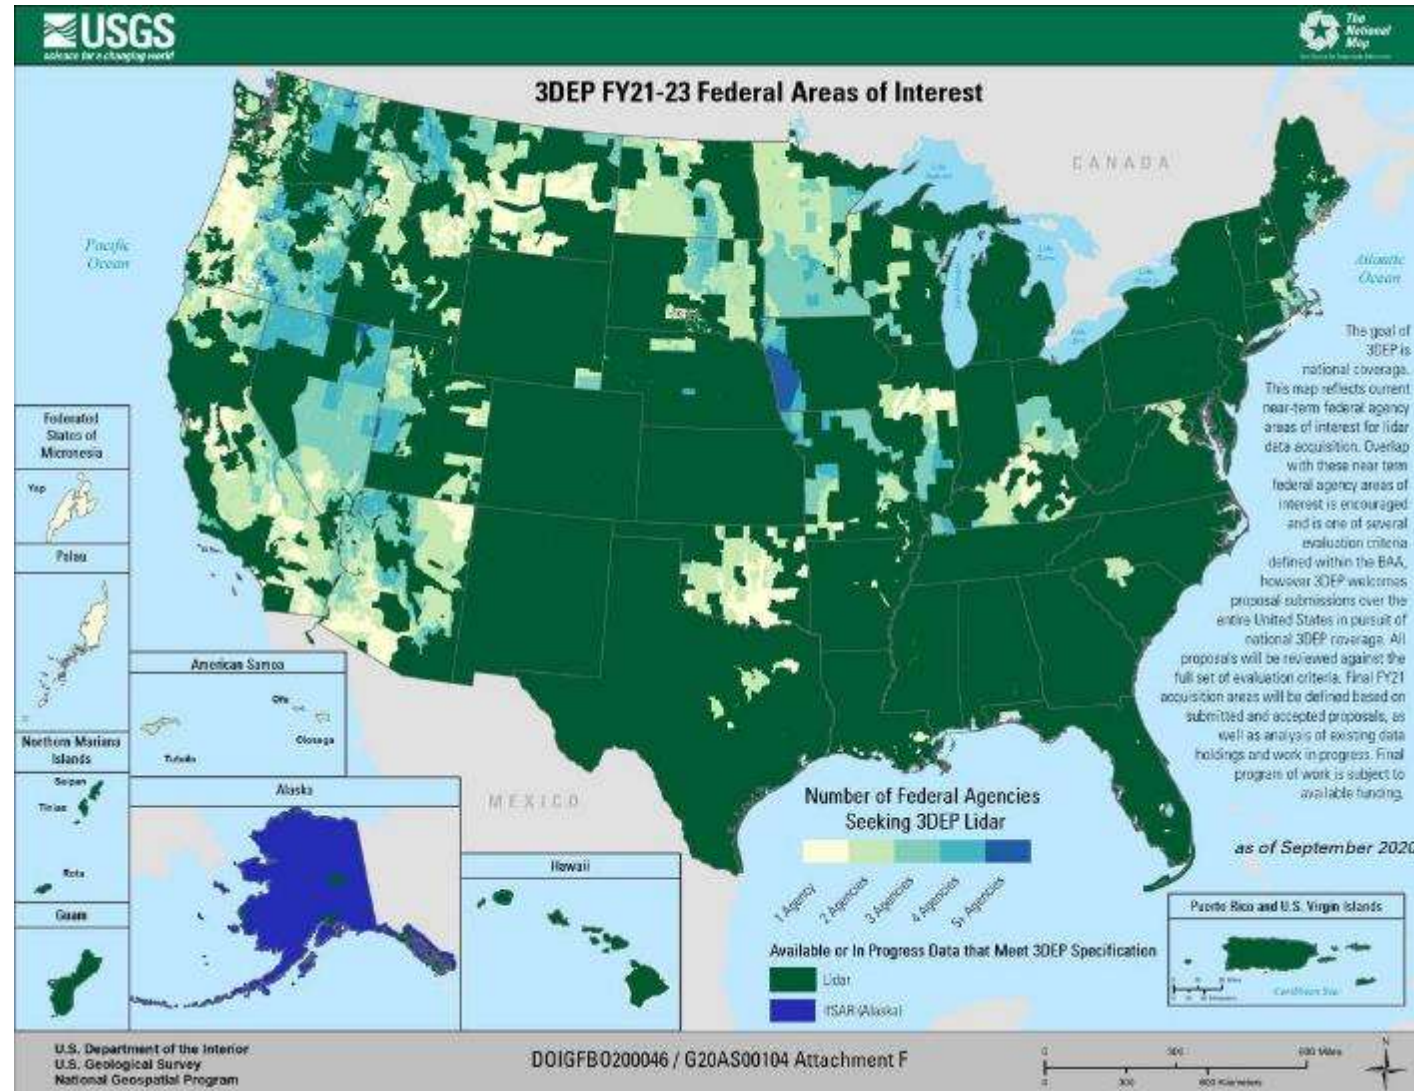 USGS
science for a changing world
The
National
Map
3DEP FY21-23 Federal Areas of Interest
CANADA
Pacific
Ocean
Atlantic
Ocean
The goal of
3DEP is
national coverage.
This map reflects current
near-term federal agency
areas of interest for lidar
data acquisition. Overlap
with these near term
federal agency areas of
interest is encouraged
and is one of several
evaluation criteria
defined within the BAA,
however 3DEP welcomes
proposal submissions over the
entire United States in pursuit of
national 3DEP coverage. All
proposals will be reviewed against the
full set of evaluation criteria. Final FY21
acquisition areas will be defined based on
submitted and accepted proposals, as
well as analysis of existing data
holdings and work in progress. Final
program of work is subject to
available funding.
as of September 2020
Federated
States of
Micronesia
Yap
Palau
American Samoa
Ofu
Olosega
Tutuila
Northern Mariana
Islands
Saipan
Tinian
Rota
Guam
Alaska
Hawaii
MEXICO
Number of Federal Agencies
Seeking 3DEP Lidar
1 Agency
2 Agencies
3 Agencies
4 Agencies
5+ Agencies
Available or In Progress Data that Meet 3DEP Specification
Lidar
IfSAR (Alaska)
Puerto Rico and U.S. Virgin Islands
Caribbean Sea
U.S. Department of the Interior
U.S. Geological Survey
National Geospatial Program
DOIGFBO200046 / G20AS00104 Attachment F
0 300 600 Miles
0 300 600 Kilometers
N